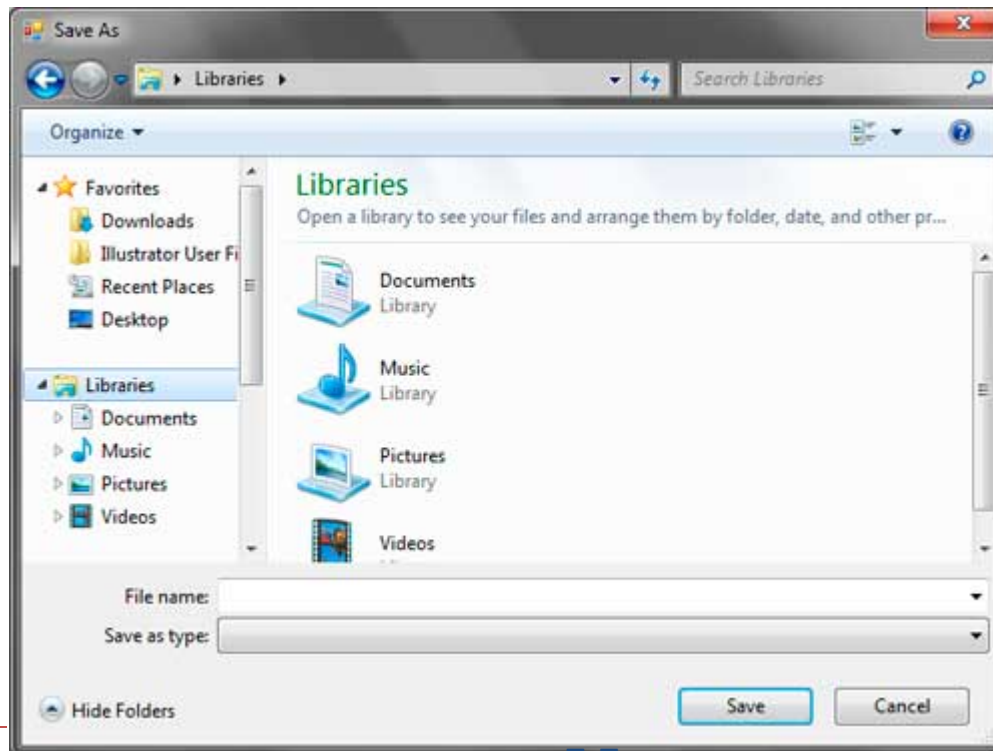 Save As
Libraries
Search Libraries
Organize
Favorites
Downloads
Illustrator User Fi
Recent Places
Desktop
Libraries
Documents
Music
Pictures
Videos
Libraries
Open a library to see your files and arrange them by folder, date, and other pr...
Documents
Library
Music
Library
Pictures
Library
Videos
File name:
Save as type:
Hide Folders
Save
Cancel